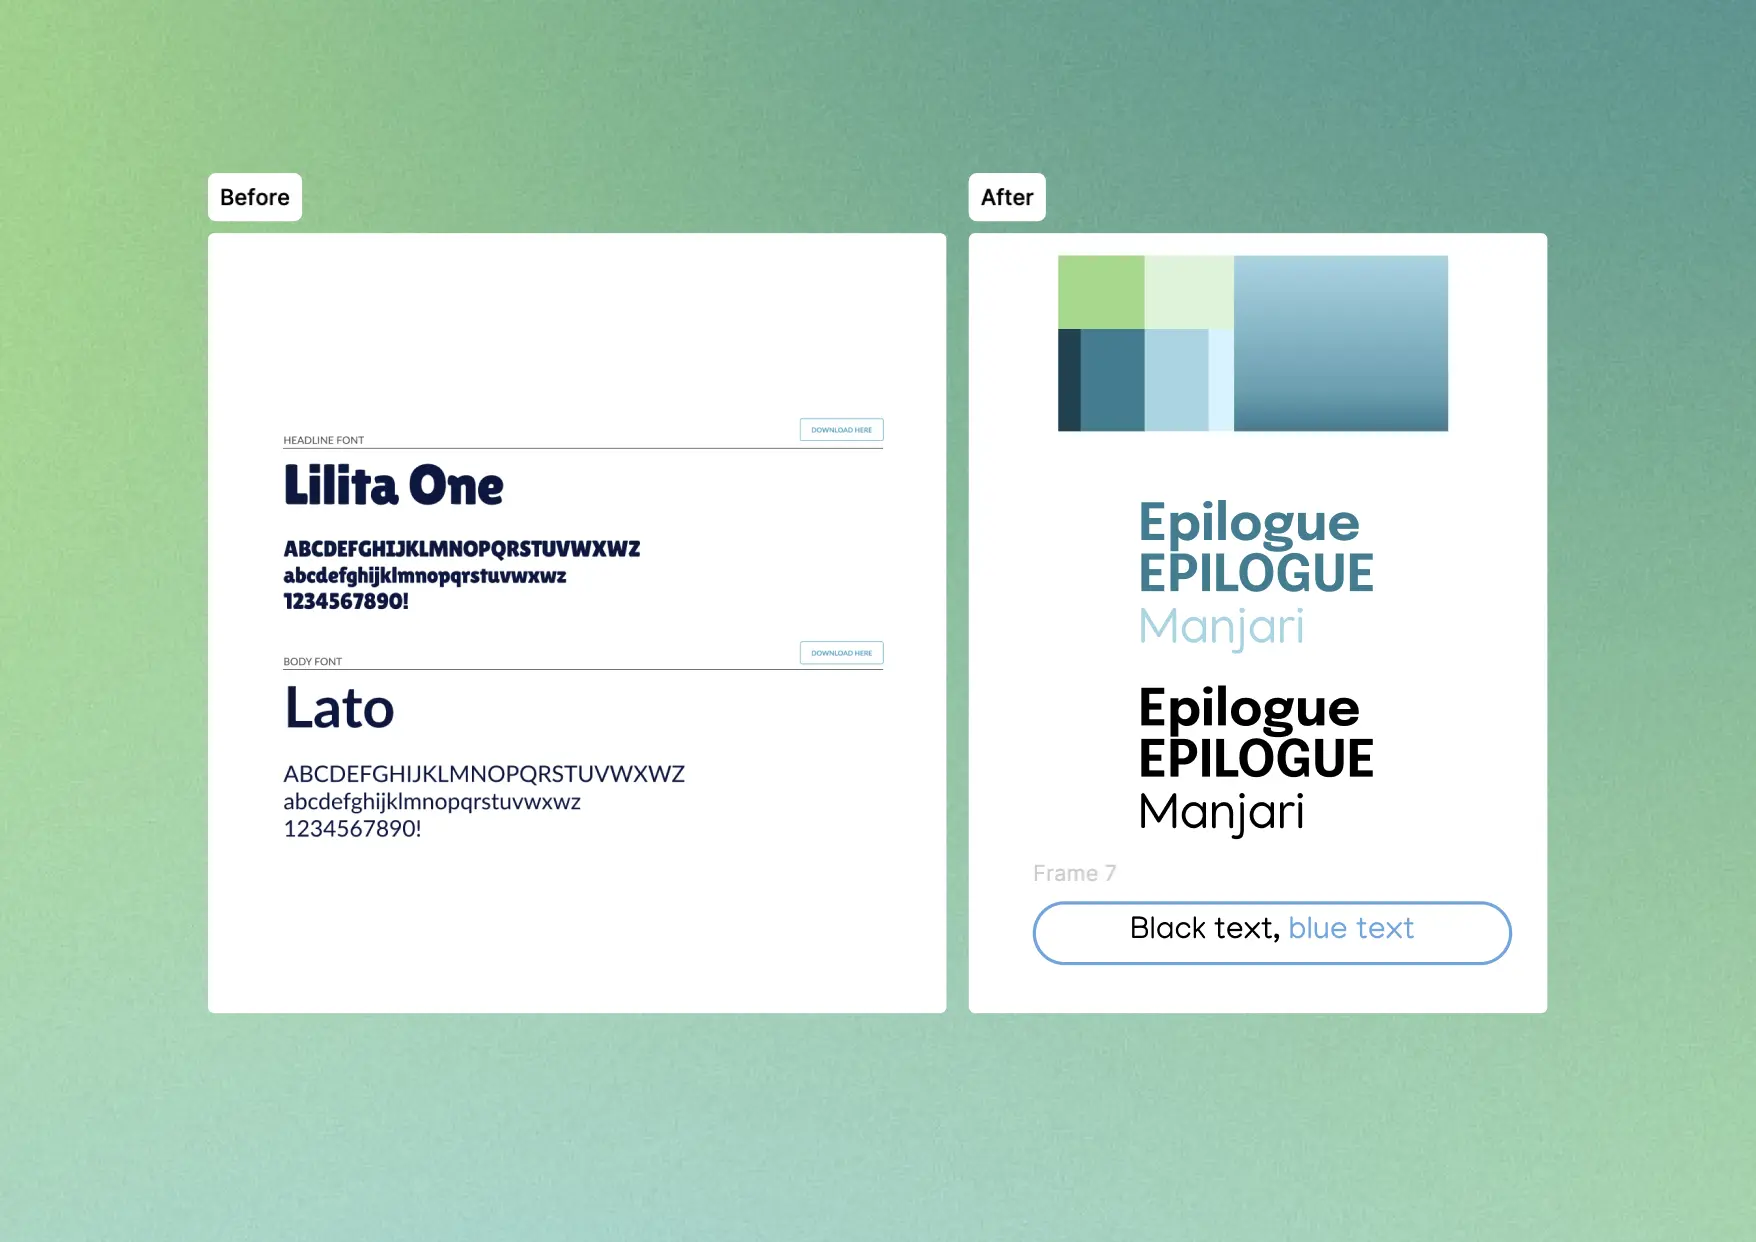 Before
HEADLINE FONT
DOWNLOAD HERE
Lilita One
ABCDEFGHIJKLMNOPQRSTUVWXWZ
abcdefghijklmnopqrstuvwxwz
1234567890!
BODY FONT
DOWNLOAD HERE
Lato
ABCDEFGHIJKLMNOPQRSTUVWXWZ
abcdefghijklmnopqrstuvwxwz
1234567890!
After
Epilogue
EPILOGUE
Manjari
Epilogue
EPILOGUE
Manjari
Frame 7
Black text, blue text